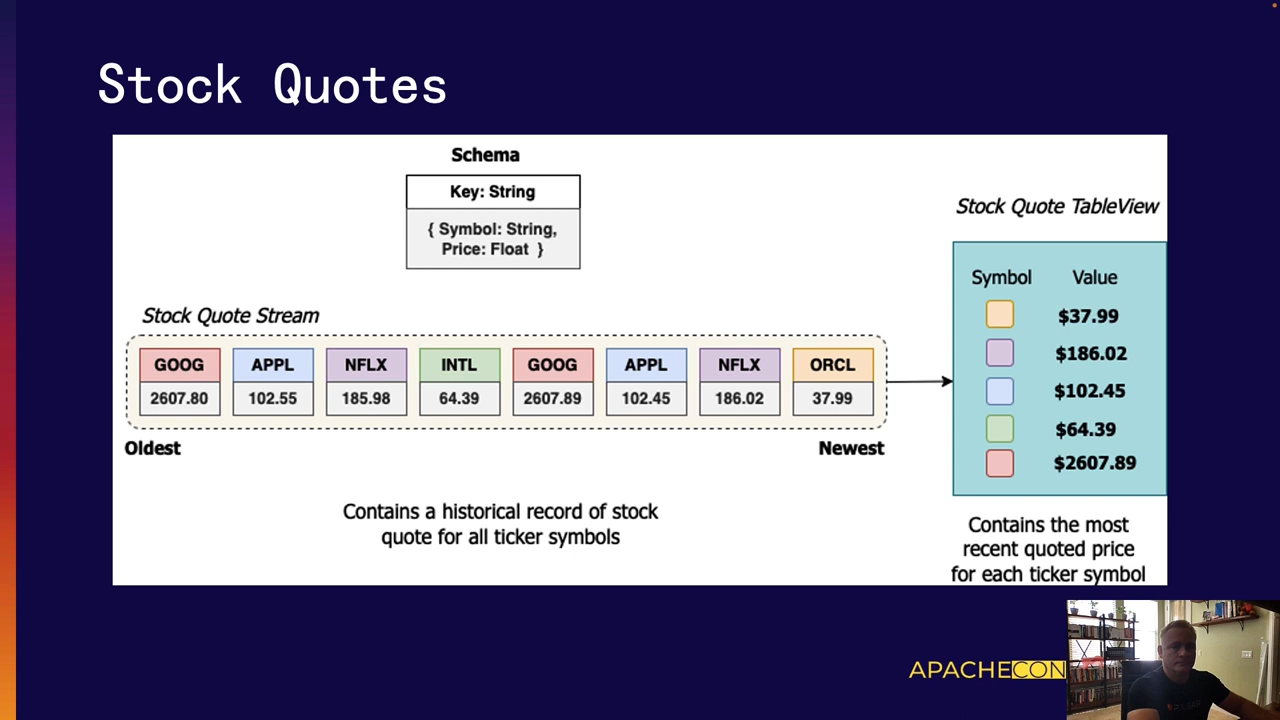 Stock Quotes
Schema
Key: String
{ Symbol: String,
Price: Float }
Stock Quote TableView
Symbol Value
$37.99
$186.02
$102.45
$64.39
$2607.89
Stock Quote Stream
GOOG APPL NFLX INTL GOOG APPL NFLX ORCL
2607.80 102.55 185.98 64.39 2607.89 102.45 186.02 37.99
Oldest Newest
Contains a historical record of stock
quote for all ticker symbols
Contains the most
recent quoted price
for each ticker symbol
APACHECON